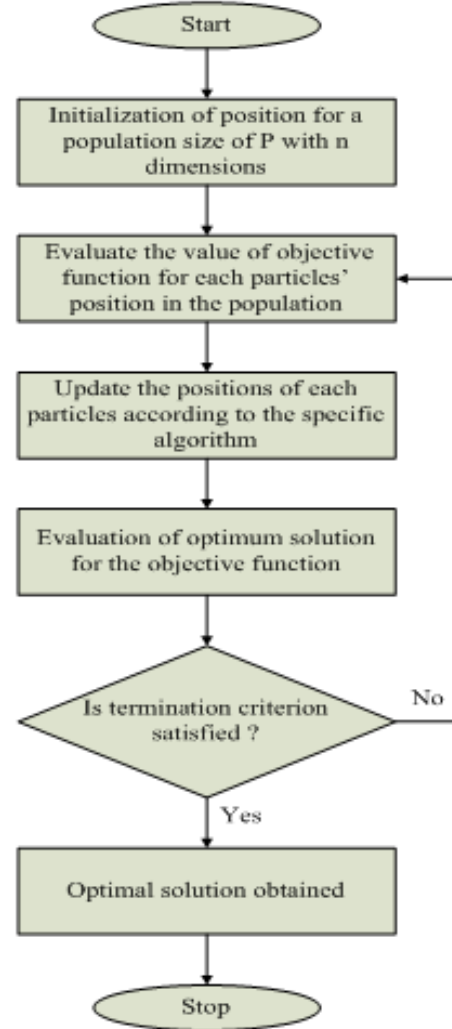 Start
Initialization of position for a
population size of P with n
dimensions
Evaluate the value of objective
function for each particles'
position in the population
Update the positions of each
particles according to the specific
algorithm
Evaluation of optimum solution
for the objective function
Is termination criterion
satisfied ?
No
Yes
Optimal solution obtained
Stop